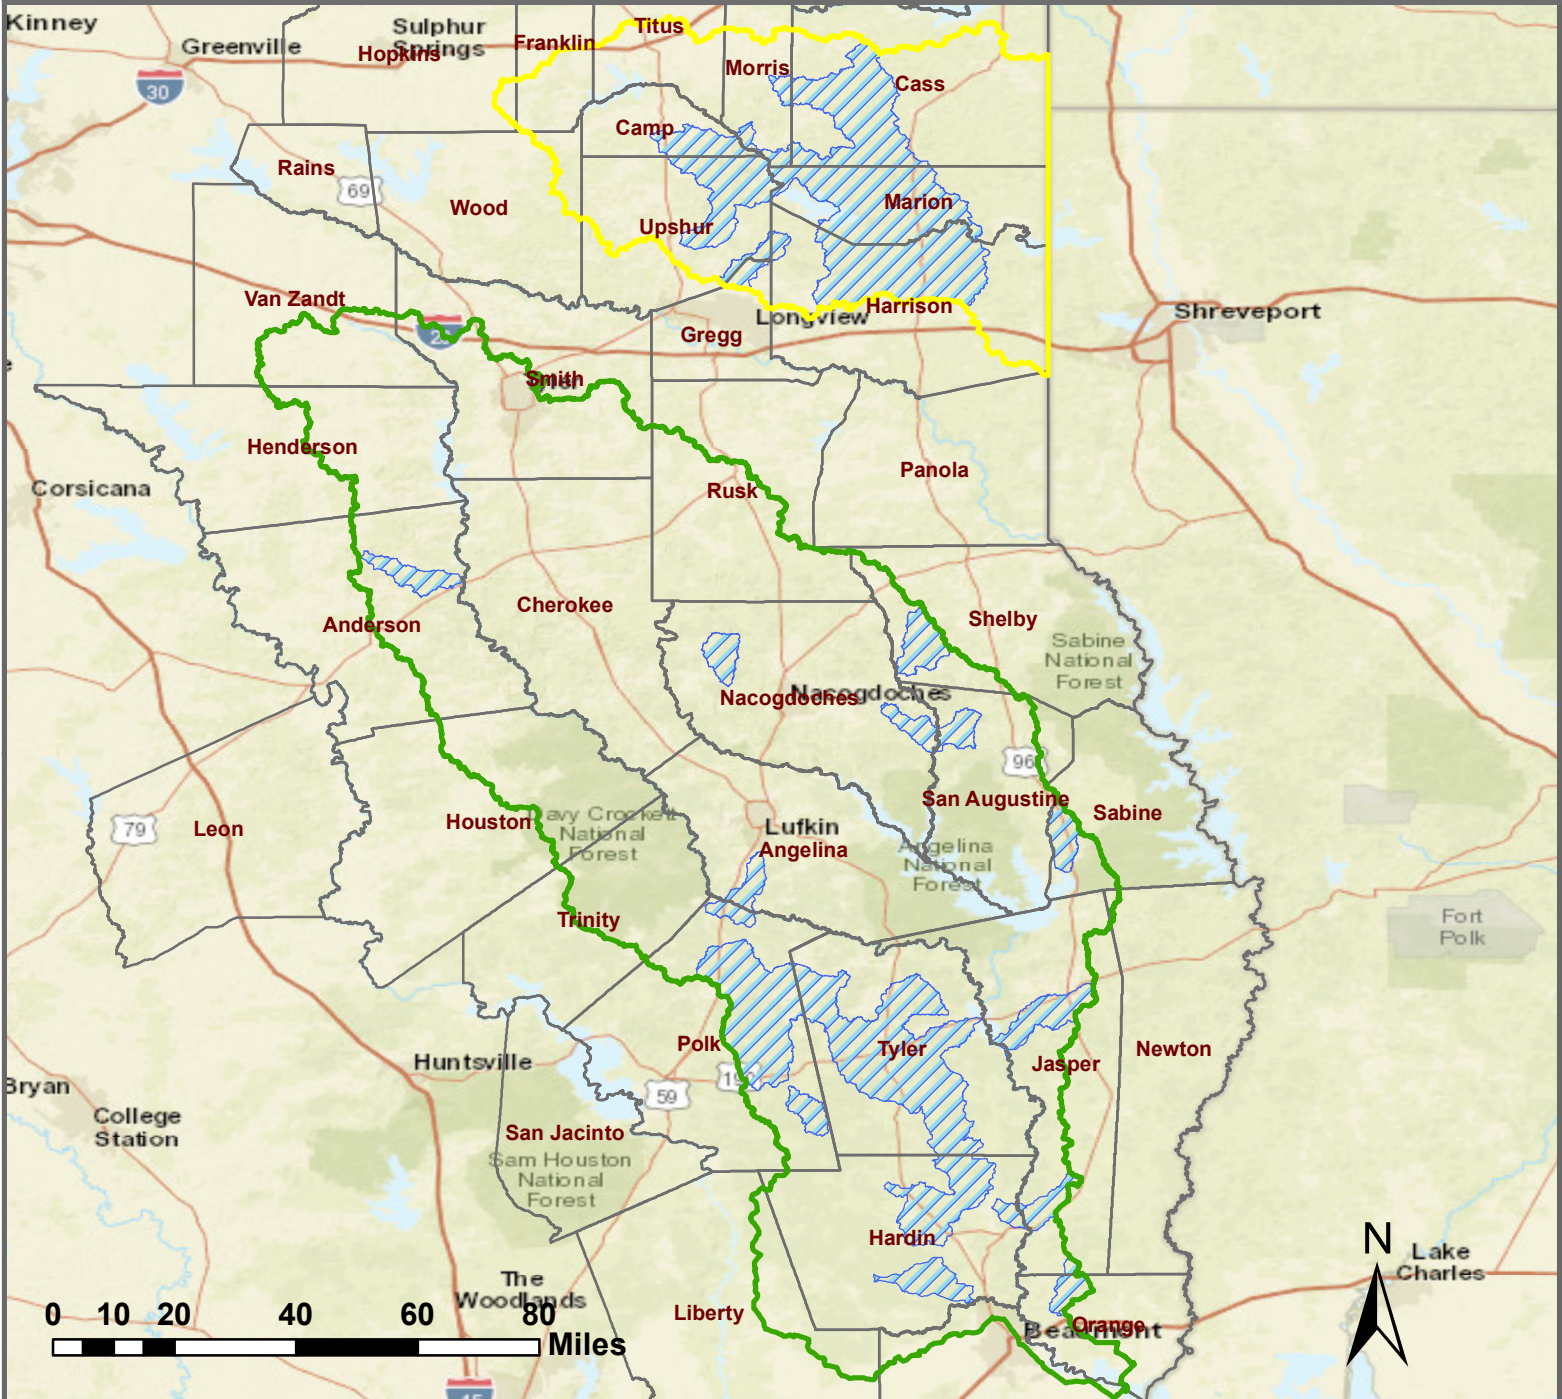 Kinney
Greenville
Sulphur
Springs
Hopkins
Franklin
Titus
30
Morris
Cass
Camp
Rains
69
Wood
Upshur
Marion
Van Zandt
Harrison
Longview
Shreveport
Gregg
Smith
Henderson
Corsicana
Rusk
Panola
Cherokee
Anderson
Shelby
Sabine
National
Forest
Nacogdoches
Nacogdoches
96
San Augustine
Sabine
Houston
Davy Crockett
National
Forest
Leon
79
Lufkin
Angelina
Angelina
National
Forest
Trinity
Fort
Polk
Polk
Tyler
Jasper
Newton
Huntsville
59
190
Bryan
College
Station
San Jacinto
Sam Houston
National
Forest
Hardin
N
Lake
Charles
The
Woodlands
Liberty
Orange
Beaumont
0 10 20 40 60 80
Miles